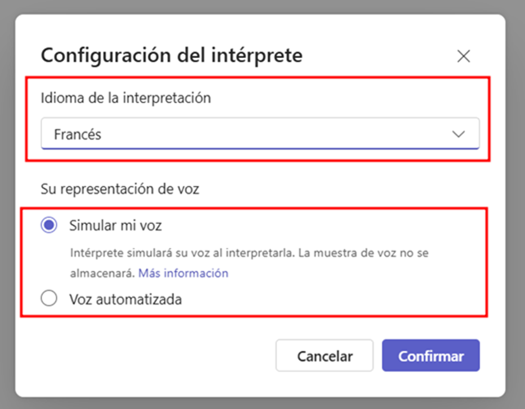 Configuración del intérprete
Idioma de la interpretación
Francés
Su representación de voz
Simular mi voz
Intérprete simulará su voz al interpretarla. La muestra de voz no se
almacenará. Más información
Voz automatizada
Cancelar
Confirmar